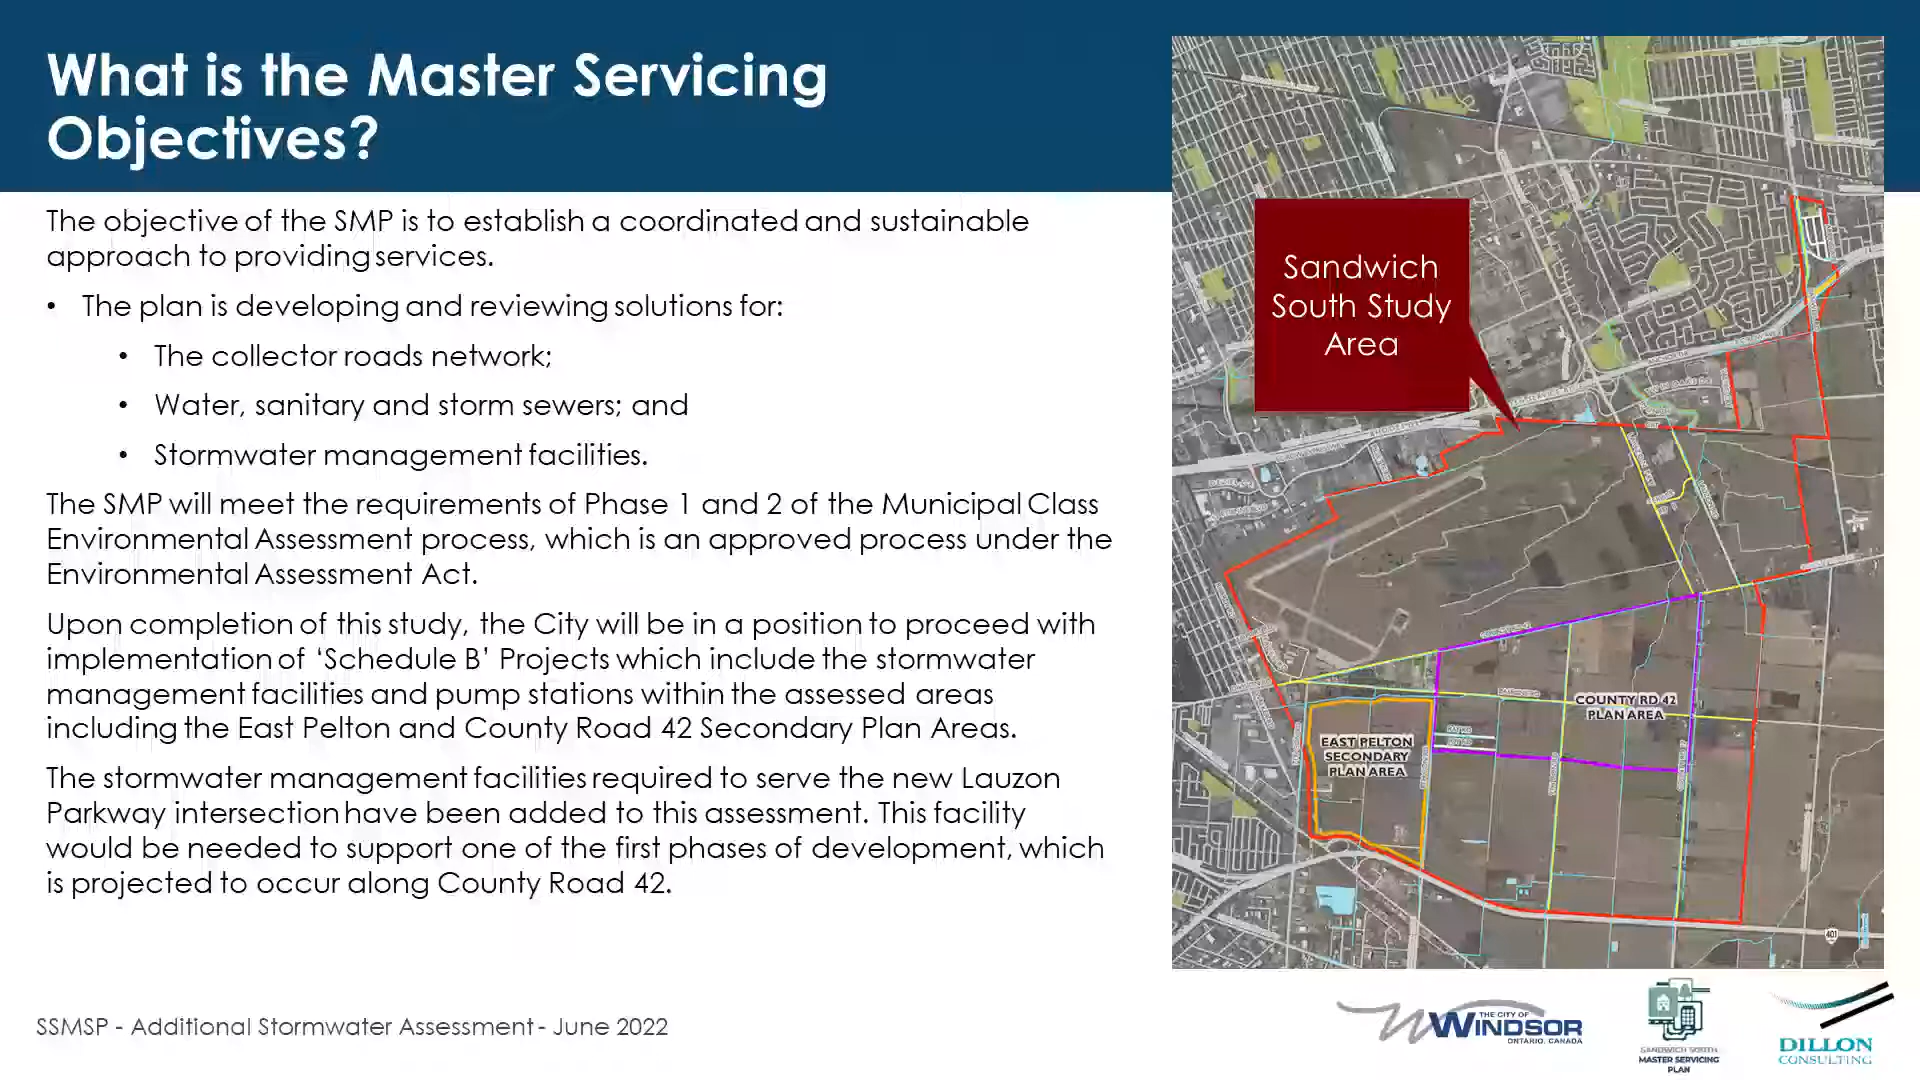 What is the Master Servicing
Objectives?
The objective of the SMP is to establish a coordinated and sustainable
approach to providing services.
• The plan is developing and reviewing solutions for:
• The collector roads network;
• Water, sanitary and storm sewers; and
• Stormwater management facilities.
The SMP will meet the requirements of Phase 1 and 2 of the Municipal Class
Environmental Assessment process, which is an approved process under the
Environmental Assessment Act.
Upon completion of this study, the City will be in a position to proceed with
implementation of ‘Schedule B’ Projects which include the stormwater
management facilities and pump stations within the assessed areas
including the East Pelton and County Road 42 Secondary Plan Areas.
The stormwater management facilities required to serve the new Lauzon
Parkway intersection have been added to this assessment. This facility
would be needed to support one of the first phases of development, which
is projected to occur along County Road 42.
Sandwich
South Study
Area
COUNTY RD 42
PLAN AREA
EAST PELTON
SECONDARY
PLAN AREA
401
SSMSP - Additional Stormwater Assessment - June 2022
THE CITY OF
WINDSOR
ONTARIO, CANADA
SANDWICH SOUTH
MASTER SERVICING
PLAN
DILLON
CONSULTING